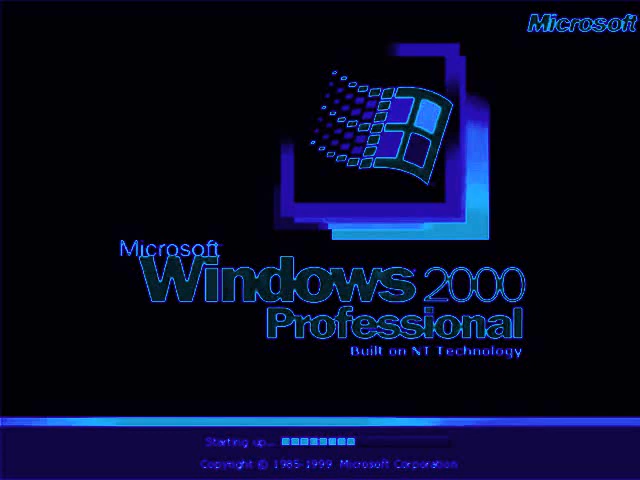 Microsoft
Microsoft
Windows 2000
Professional
Built on NT Technology
Starting up...
Copyright © 1985-1999 Microsoft Corporation